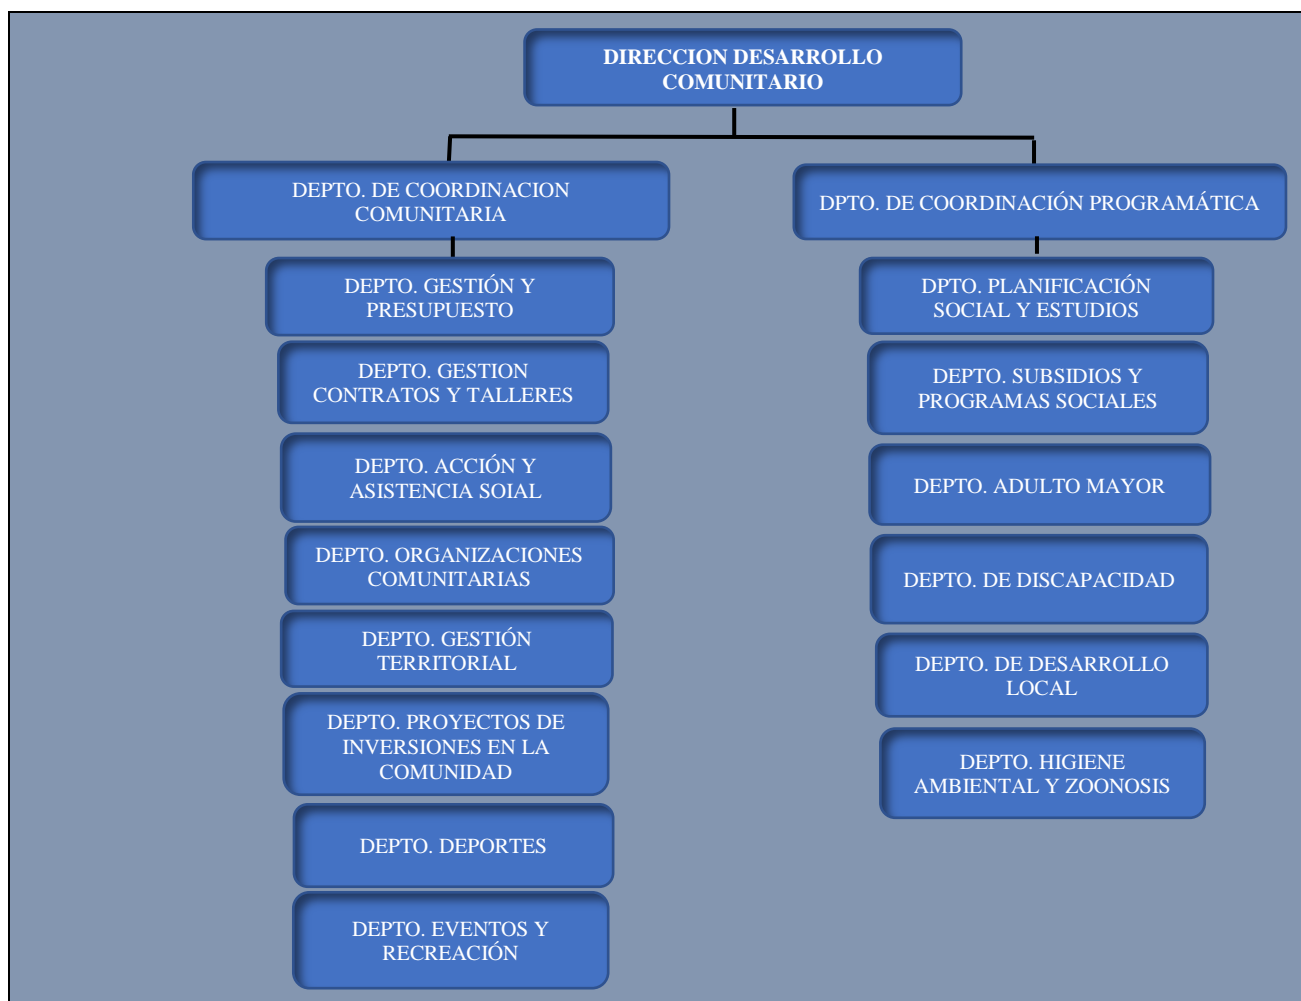 DIRECCION DESARROLLO
COMUNITARIO
DEPTO. DE COORDINACION
COMUNITARIA
DEPTO. GESTIÓN Y
PRESUPUESTO
DEPTO. GESTION
CONTRATOS Y TALLERES
DEPTO. ACCIÓN Y
ASISTENCIA SOIAL
DEPTO. ORGANIZACIONES
COMUNITARIAS
DEPTO. GESTIÓN
TERRITORIAL
DEPTO. PROYECTOS DE
INVERSIONES EN LA
COMUNIDAD
DEPTO. DEPORTES
DEPTO. EVENTOS Y
RECREACIÓN
DPTO. DE COORDINACIÓN PROGRAMÁTICA
DPTO. PLANIFICACIÓN
SOCIAL Y ESTUDIOS
DEPTO. SUBSIDIOS Y
PROGRAMAS SOCIALES
DEPTO. ADULTO MAYOR
DEPTO. DE DISCAPACIDAD
DEPTO. DE DESARROLLO
LOCAL
DEPTO. HIGIENE
AMBIENTAL Y ZOONOSIS